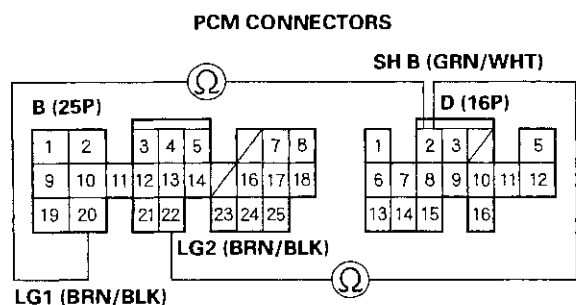 PCM CONNECTORS
SH B (GRN/WHT)
Ω
B (25P)
D (16P)
1 2 3 4 5 7 8
9 10 11 12 13 14 16 17 18
19 20 21 22 23 24 25
1 2 3 5
6 7 8 9 10 11 12
13 14 15 16
LG2 (BRN/BLK)
Ω
LG1 (BRN/BLK)